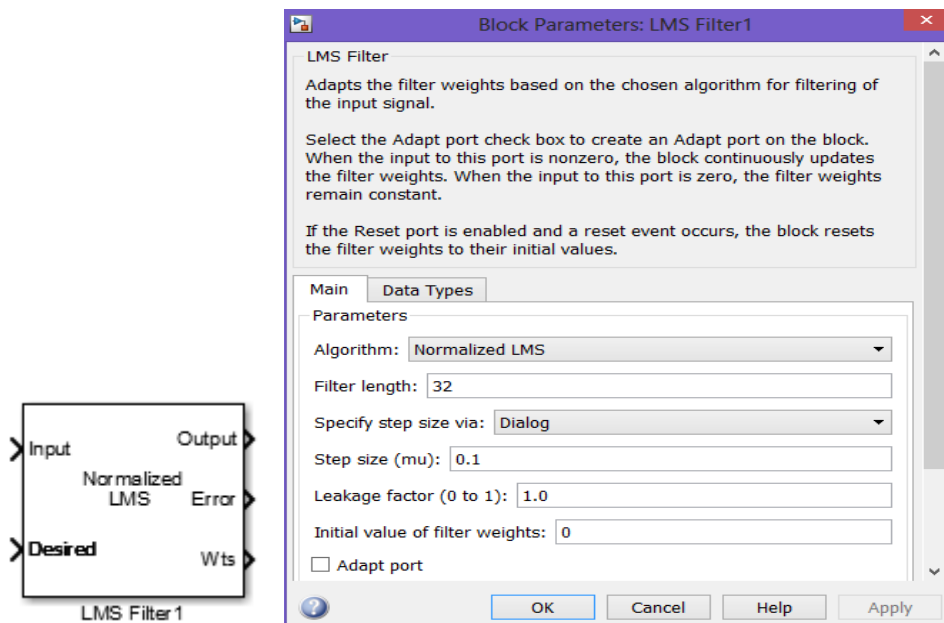 Input
Desired
Normalized
LMS
Output
Error
Wts
LMS Filter1
Block Parameters: LMS Filter1
LMS Filter
Adapts the filter weights based on the chosen algorithm for filtering of
the input signal.
Select the Adapt port check box to create an Adapt port on the block.
When the input to this port is nonzero, the block continuously updates
the filter weights. When the input to this port is zero, the filter weights
remain constant.
If the Reset port is enabled and a reset event occurs, the block resets
the filter weights to their initial values.
Main Data Types
Parameters
Algorithm: Normalized LMS
Filter length: 32
Specify step size via: Dialog
Step size (mu): 0.1
Leakage factor (0 to 1): 1.0
Initial value of filter weights: 0
Adapt port
OK Cancel Help Apply